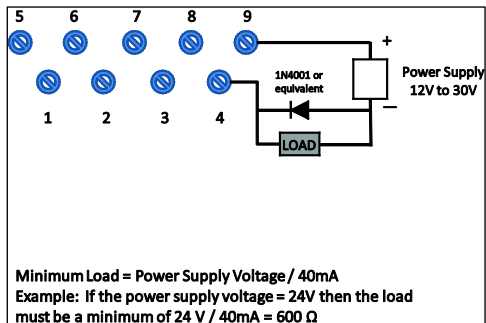 5 6 7 8 9
+
1N4001 or
equivalent
Power Supply
12V to 30V
–
1 2 3 4
LOAD
Minimum Load = Power Supply Voltage / 40mA
Example: If the power supply voltage = 24V then the load
must be a minimum of 24 V / 40mA = 600 Ω